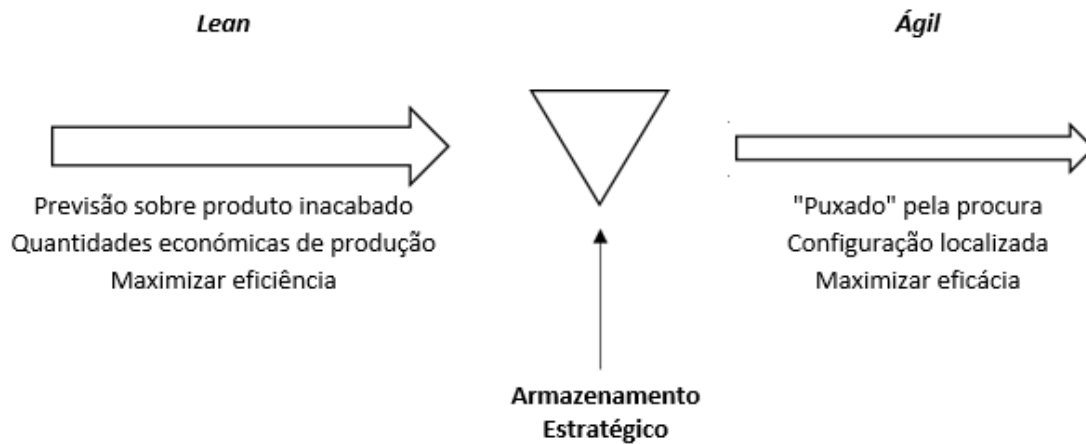 Lean
Ágil
Previsão sobre produto inacabado
Quantidades económicas de produção
Maximizar eficiência
"Puxado" pela procura
Configuração localizada
Maximizar eficácia
Armazenamento
Estratégico